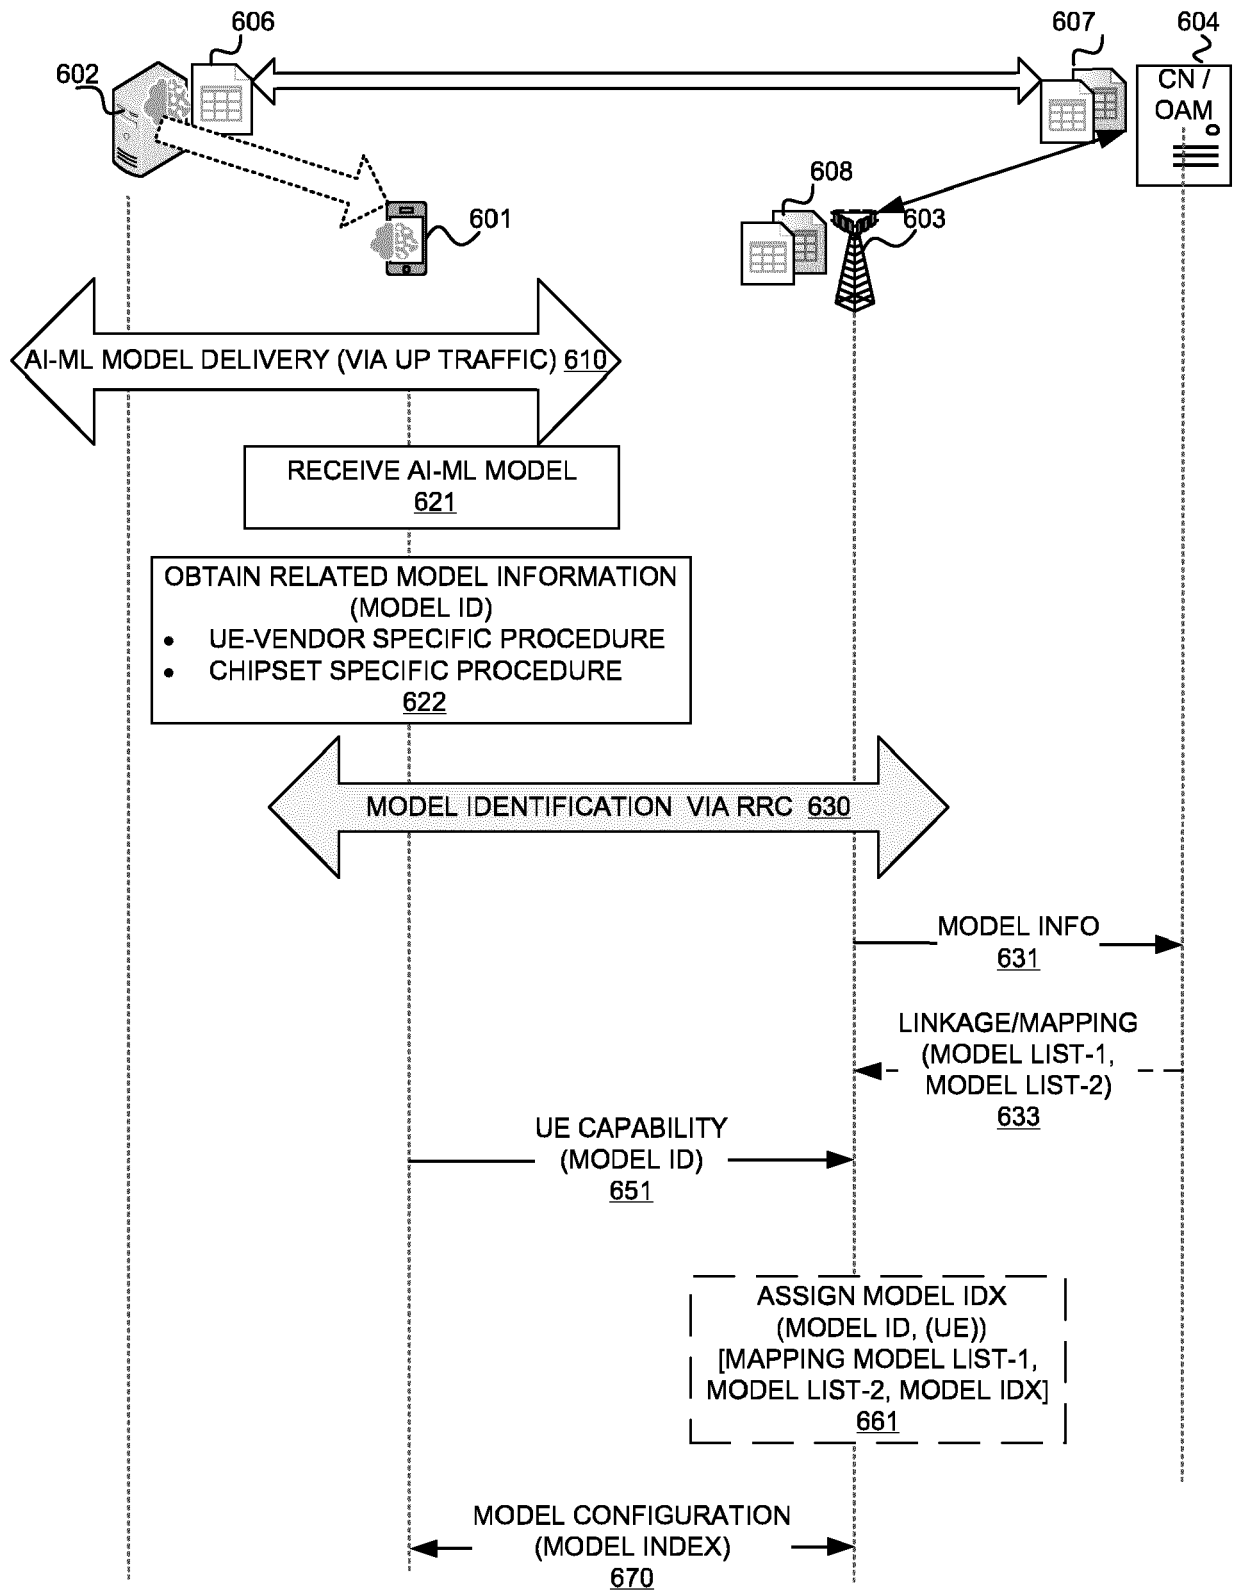 606
607
604
602
CN /
OAM
608
601
603
AI-ML MODEL DELIVERY (VIA UP TRAFFIC) 610
RECEIVE AI-ML MODEL
621
OBTAIN RELATED MODEL INFORMATION
(MODEL ID)
• UE-VENDOR SPECIFIC PROCEDURE
• CHIPSET SPECIFIC PROCEDURE
622
MODEL IDENTIFICATION VIA RRC 630
MODEL INFO
631
LINKAGE/MAPPING
(MODEL LIST-1,
MODEL LIST-2)
633
UE CAPABILITY
(MODEL ID)
651
ASSIGN MODEL IDX
(MODEL ID, (UE))
[MAPPING MODEL LIST-1,
MODEL LIST-2, MODEL IDX]
661
MODEL CONFIGURATION
(MODEL INDEX)
670